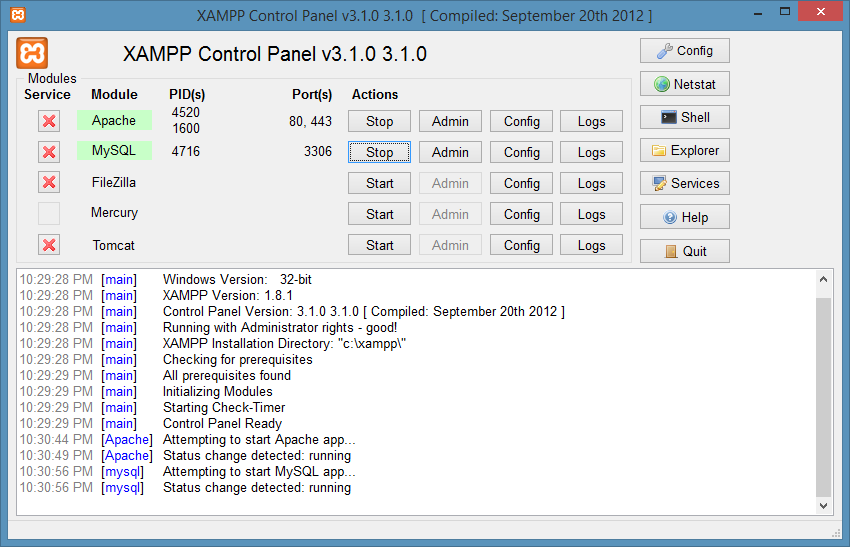 XAMPP Control Panel v3.1.0 3.1.0 [ Compiled: September 20th 2012 ]
XAMPP Control Panel v3.1.0 3.1.0
Config
Modules
Service Module PID(s) Port(s) Actions
Netstat
Apache 4520 1600 80, 443 Stop Admin Config Logs
Shell
MySQL 4716 3306 Stop Admin Config Logs
Explorer
FileZilla Start Admin Config Logs
Services
Mercury Start Admin Config Logs
Help
Tomcat Start Admin Config Logs
Quit
10:29:28 PM [main] Windows Version: 32-bit
10:29:28 PM [main] XAMPP Version: 1.8.1
10:29:28 PM [main] Control Panel Version: 3.1.0 3.1.0 [ Compiled: September 20th 2012 ]
10:29:28 PM [main] Running with Administrator rights - good!
10:29:28 PM [main] XAMPP Installation Directory: "c:\xampp\"
10:29:28 PM [main] Checking for prerequisites
10:29:29 PM [main] All prerequisites found
10:29:29 PM [main] Initializing Modules
10:29:29 PM [main] Starting Check-Timer
10:29:29 PM [main] Control Panel Ready
10:30:44 PM [Apache] Attempting to start Apache app...
10:30:49 PM [Apache] Status change detected: running
10:30:56 PM [mysql] Attempting to start MySQL app...
10:30:56 PM [mysql] Status change detected: running